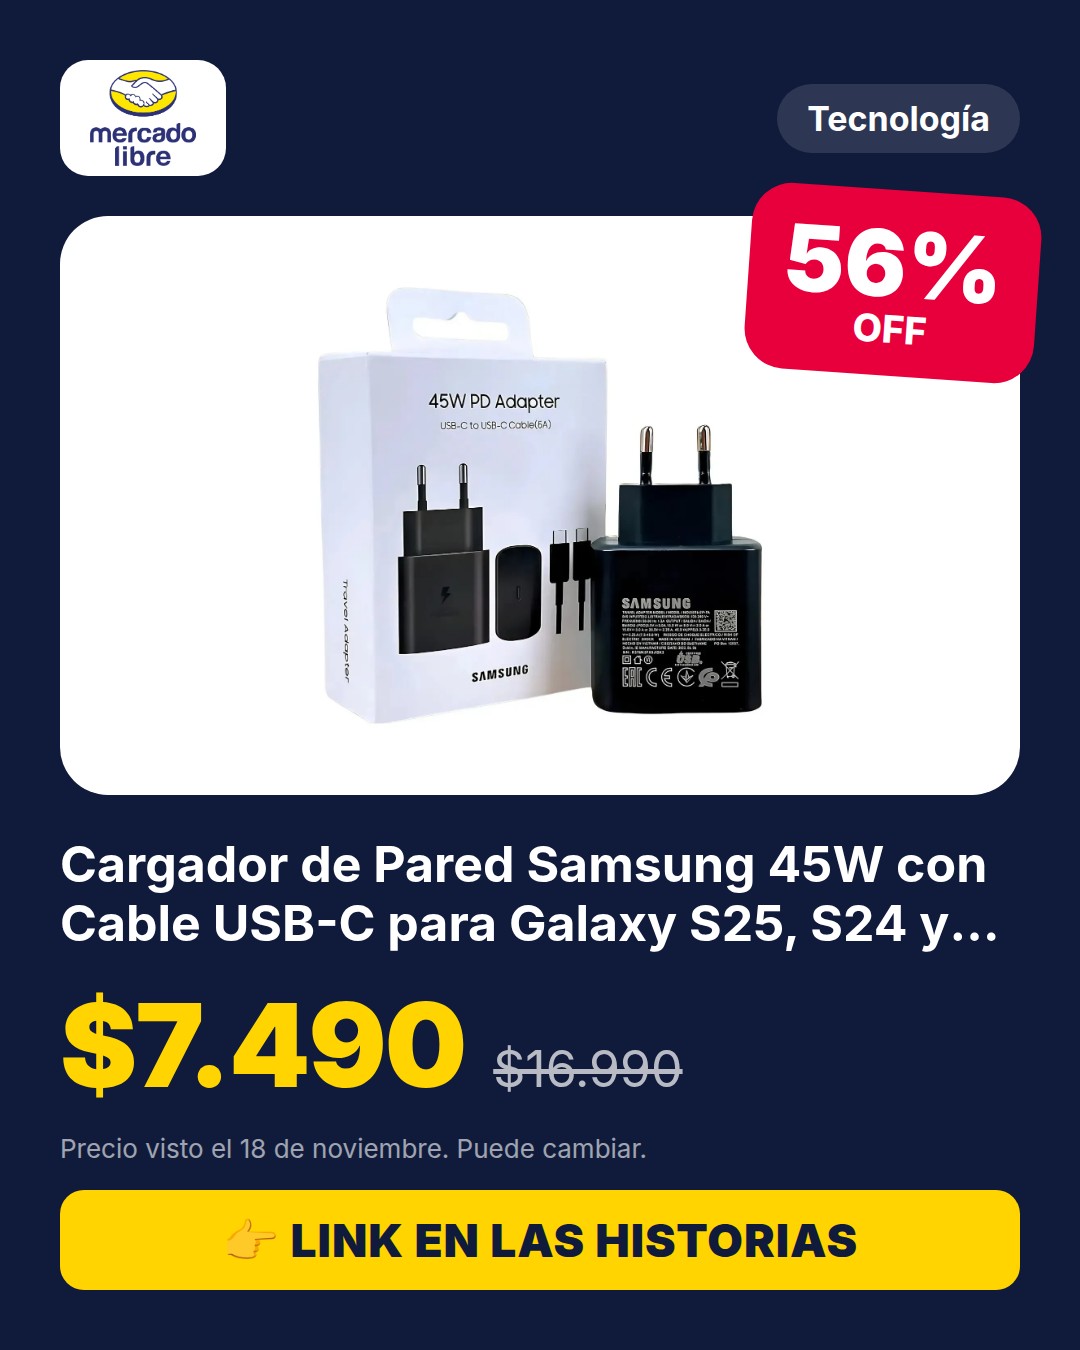 mercado
libre
Tecnología
56%
OFF
45W PD Adapter
USB-C to USB-C Cable(5A)
Travel Adapter
SAMSUNG
SAMSUNG
Cargador de Pared Samsung 45W con
Cable USB-C para Galaxy S25, S24 y...
$7.490 $16.990
Precio visto el 18 de noviembre. Puede cambiar.
👉 LINK EN LAS HISTORIAS